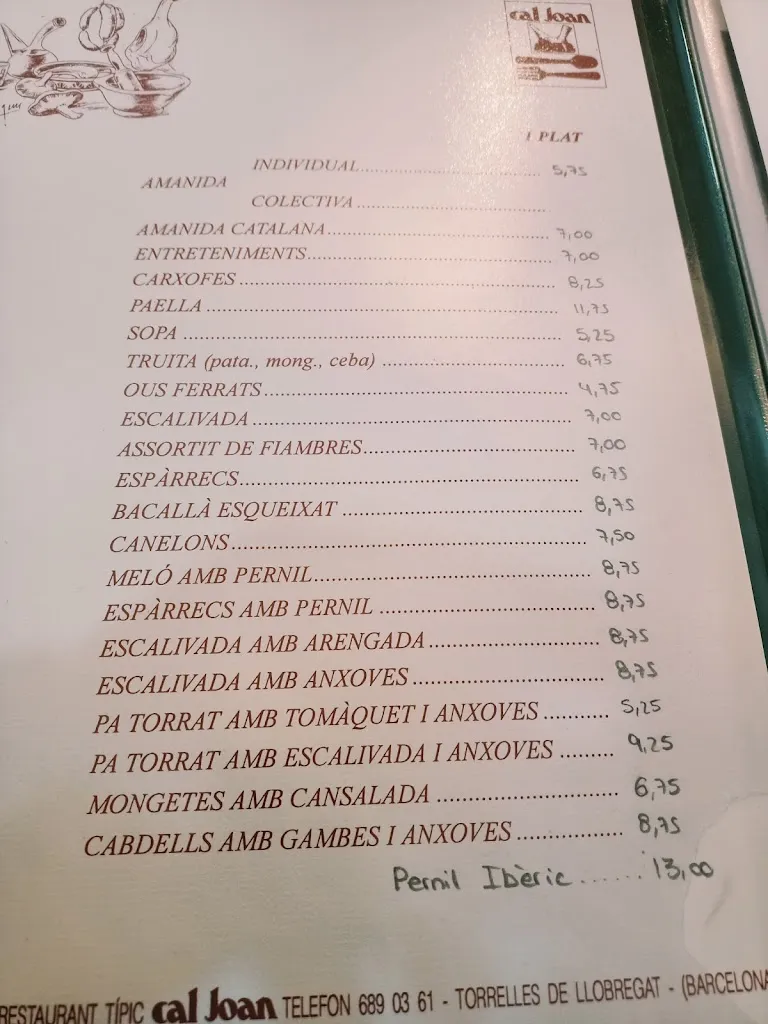 cal Joan
1 PLAT
INDIVIDUAL.......................................... 5,75
AMANIDA
COLECTIVA ............................................
AMANIDA CATALANA................................................ 7,00
ENTRETENIMENTS..................................................... 7,00
CARXOFES .................................................................. 8,25
PAELLA ........................................................................ 11,75
SOPA ............................................................................ 5,25
TRUITA (pata., mong., ceba) ....................................... 6,75
OUS FERRATS.............................................................. 4,75
ESCALIVADA ............................................................... 7,00
ASSORTIT DE FIAMBRES........................................... 7,00
ESPÀRRECS.................................................................. 6,75
BACALLÀ ESQUEIXAT ................................................ 8,75
CANELONS................................................................... 7,50
MELÓ AMB PERNIL..................................................... 8,75
ESPÀRRECS AMB PERNIL .......................................... 8,75
ESCALIVADA AMB ARENGADA................................. 8,75
ESCALIVADA AMB ANXOVES .................................... 8,75
PA TORRAT AMB TOMÀQUET I ANXOVES ............ 5,25
PA TORRAT AMB ESCALIVADA I ANXOVES ......... 9,25
MONGETES AMB CANSALADA ................................ 6,75
CABDELLS AMB GAMBES I ANXOVES ................... 8,75
Pernil Ibèric ...... 13,00
RESTAURANT TÍPIC cal Joan TELEFON 689 03 61 - TORRELLES DE LLOBREGAT - (BARCELONA